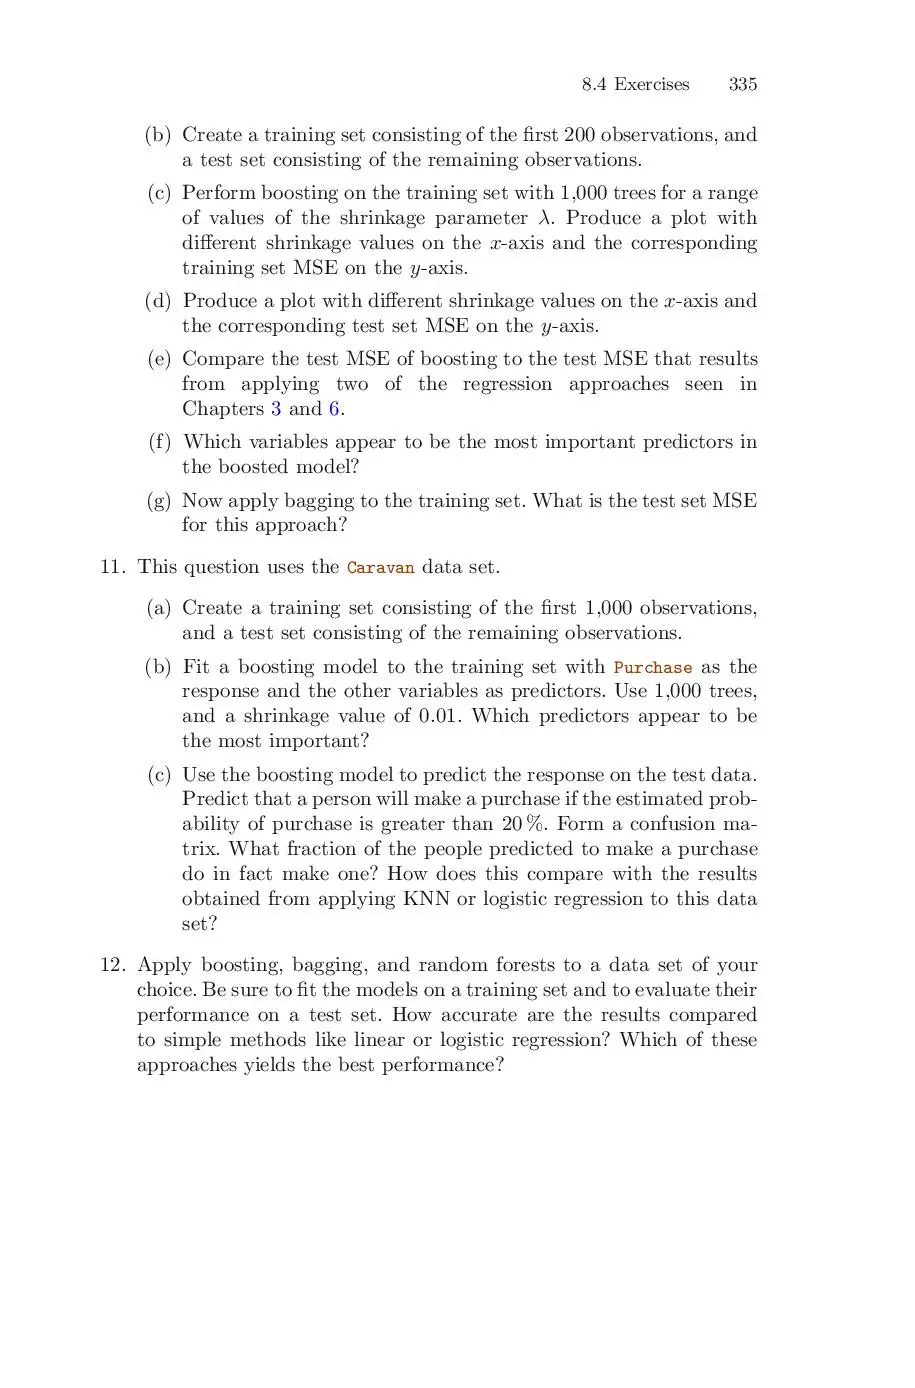 8.4 Exercises 335
(b) Create a training set consisting of the first 200 observations, and
a test set consisting of the remaining observations.
(c) Perform boosting on the training set with 1,000 trees for a range
of values of the shrinkage parameter λ. Produce a plot with
different shrinkage values on the x-axis and the corresponding
training set MSE on the y-axis.
(d) Produce a plot with different shrinkage values on the x-axis and
the corresponding test set MSE on the y-axis.
(e) Compare the test MSE of boosting to the test MSE that results
from applying two of the regression approaches seen in
Chapters 3 and 6.
(f) Which variables appear to be the most important predictors in
the boosted model?
(g) Now apply bagging to the training set. What is the test set MSE
for this approach?
11. This question uses the Caravan data set.
(a) Create a training set consisting of the first 1,000 observations,
and a test set consisting of the remaining observations.
(b) Fit a boosting model to the training set with Purchase as the
response and the other variables as predictors. Use 1,000 trees,
and a shrinkage value of 0.01. Which predictors appear to be
the most important?
(c) Use the boosting model to predict the response on the test data.
Predict that a person will make a purchase if the estimated prob-
ability of purchase is greater than 20 %. Form a confusion ma-
trix. What fraction of the people predicted to make a purchase
do in fact make one? How does this compare with the results
obtained from applying KNN or logistic regression to this data
set?
12. Apply boosting, bagging, and random forests to a data set of your
choice. Be sure to fit the models on a training set and to evaluate their
performance on a test set. How accurate are the results compared
to simple methods like linear or logistic regression? Which of these
approaches yields the best performance?